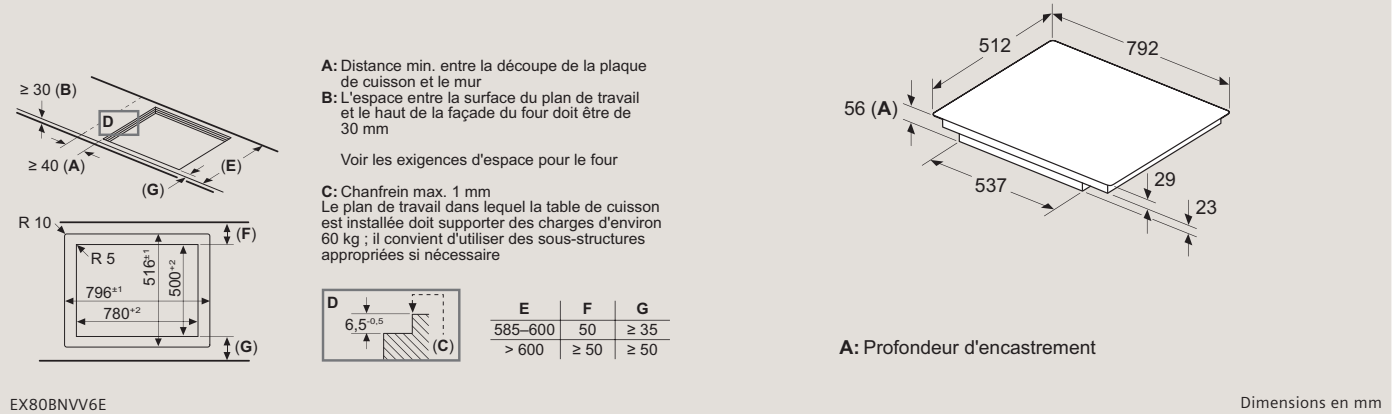 ≥ 30 (B)
D
≥ 40 (A)
(E)
(G)
R 10
(F)
R 5
516±1
500+2
796±1
780+2
(G)
A: Distance min. entre la découpe de la plaque
de cuisson et le mur
B: L'espace entre la surface du plan de travail
et le haut de la façade du four doit être de
30 mm
Voir les exigences d'espace pour le four
C: Chanfrein max. 1 mm
Le plan de travail dans lequel la table de cuisson
est installée doit supporter des charges d'environ
60 kg ; il convient d'utiliser des sous-structures
appropriées si nécessaire
D
6,5-0,5
(C)
E F G
585–600 50 ≥ 35
> 600 ≥ 50 ≥ 50
512
792
56 (A)
537
29
23
A: Profondeur d'encastrement
EX80BNVV6E
Dimensions en mm